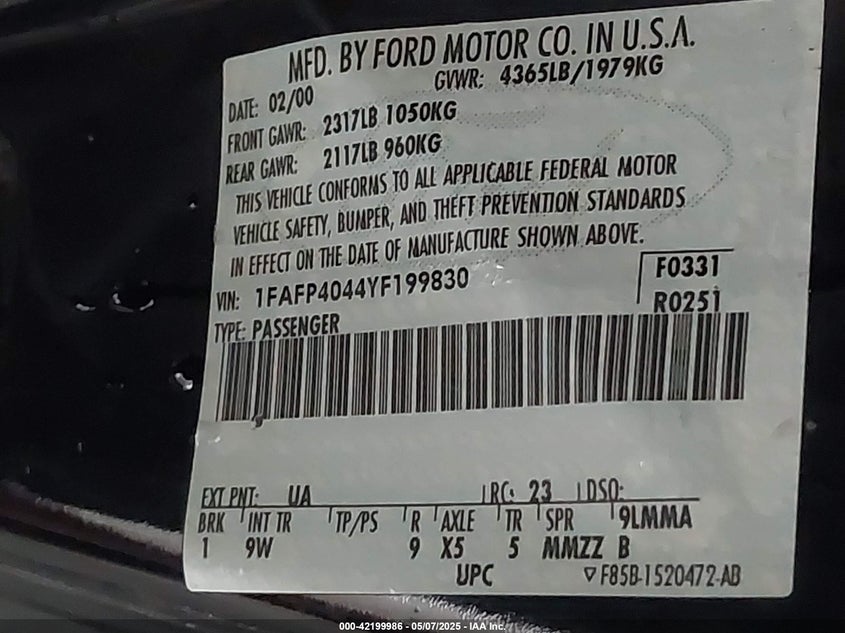 MFD. BY FORD MOTOR CO. IN U.S.A.
DATE: 02/00 GVWR: 4365LB/1979KG
FRONT GAWR: 2317LB 1050KG
REAR GAWR: 2117LB 960KG
THIS VEHICLE CONFORMS TO ALL APPLICABLE FEDERAL MOTOR
VEHICLE SAFETY, BUMPER, AND THEFT PREVENTION STANDARDS
IN EFFECT ON THE DATE OF MANUFACTURE SHOWN ABOVE.
VIN: 1FAFP4044YF199830 F0331
TYPE: PASSENGER R0251
EXT PNT: UA RC: 23 DSO:
BRK INT TR TP/PS R AXLE TR SPR 9LMMA
1 9W 9 X5 5 MMZZ B
UPC ▽F85B-1520472-AB
000-42199986 - 05/07/2025 - IAA Inc.